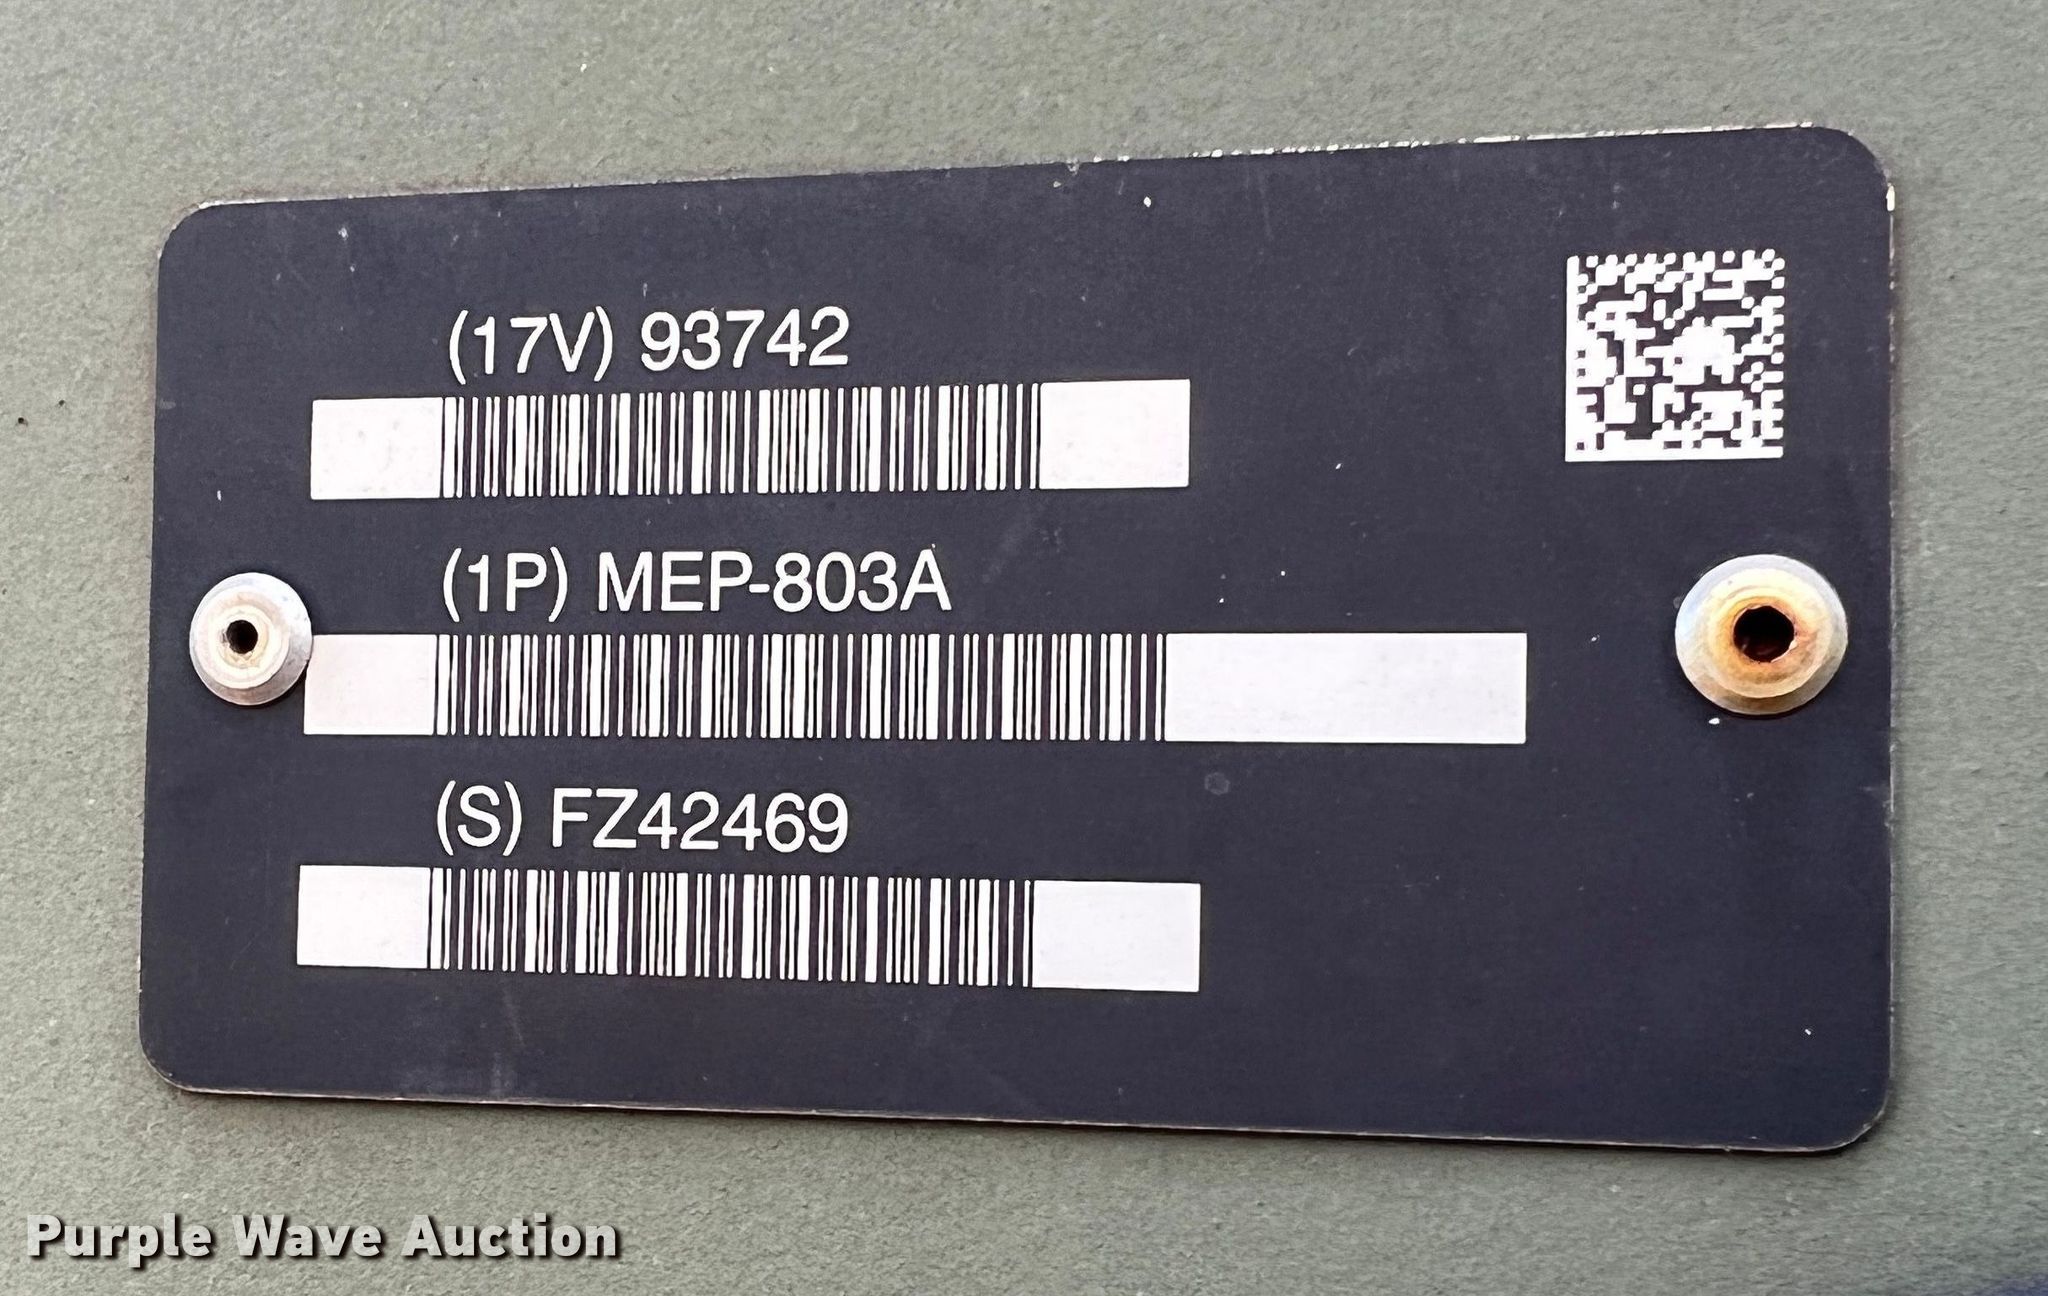 (17V) 93742
(1P) MEP-803A
(S) FZ42469
Purple Wave Auction